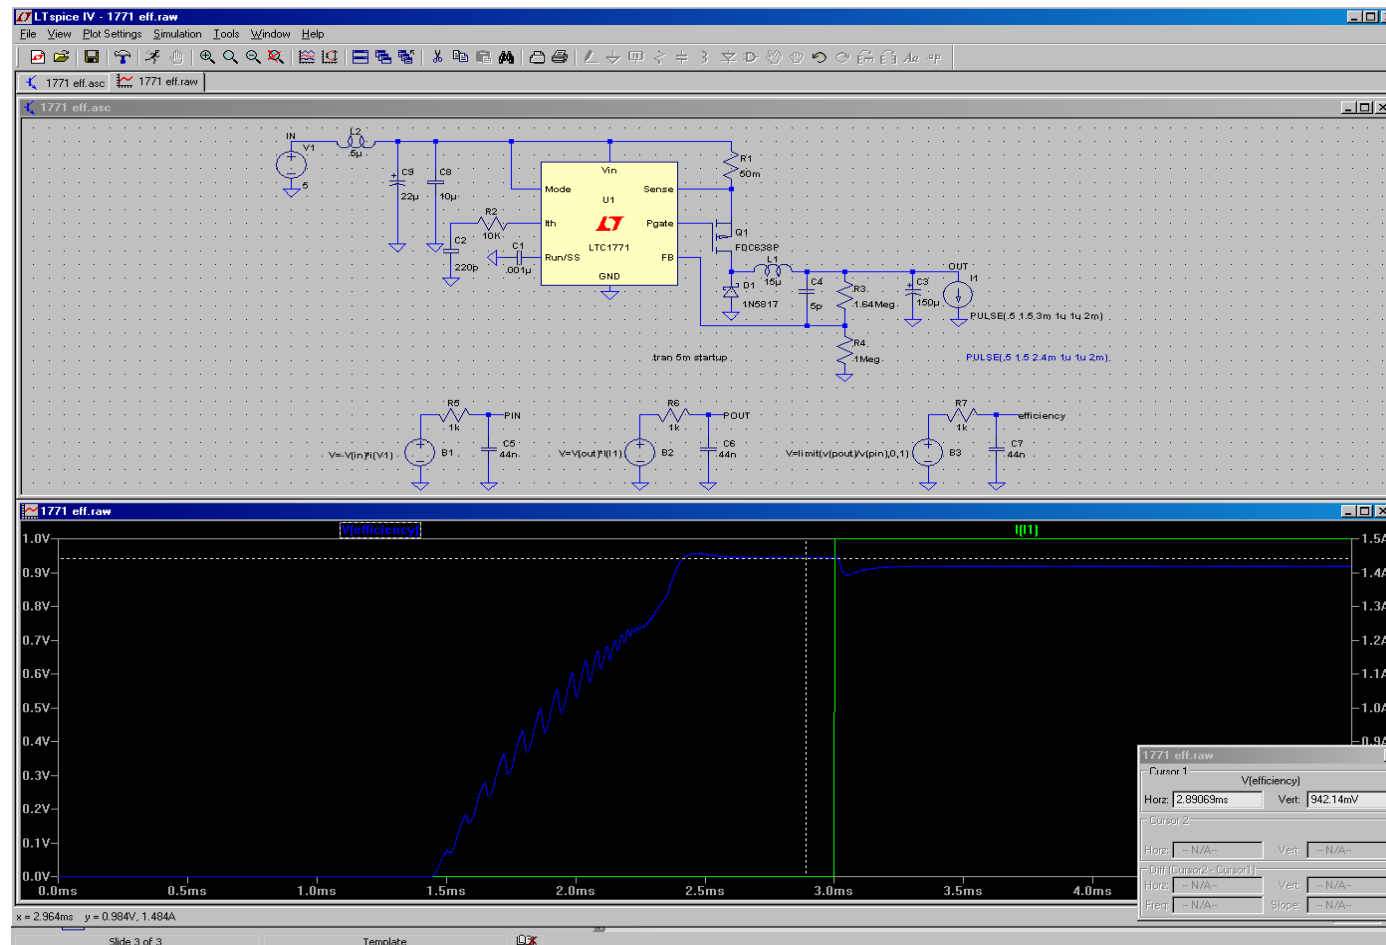 LTspice IV - 1771 eff.raw
File View Plot Settings Simulation Tools Window Help
1771 eff.asc 1771 eff.raw
1771 eff.asc
IN
V1
5
L2
.5µ
C9
22µ
C8
10µ
R2
10K
C2
220p
C1
.001µ
Vin
Mode
Sense
U1
Ith
Pgate
LTC1771
Run/SS
FB
GND
R1
50m
Q1
FDC638P
L1
15µ
D1
1N5817
C4
5p
R3
1.64Meg
C3
150µ
OUT
I1
PULSE(.5 1.5 3m 1u 1u 2m)
R4
1Meg
.tran 5m startup
PULSE(.5 1.5 2.4m 1u 1u 2m)
R5
1k
PIN
C5
44n
B1
V=-V(in)*i(V1)
R6
1k
POUT
C6
44n
B2
V=V(out)*I(I1)
R7
1k
efficiency
C7
44n
B3
V=limit(v(pout)/v(pin),0,1)
1771 eff.raw
V(efficiency) I(I1)
1.0V 1.5A
0.9V 1.4A
0.8V 1.3A
0.7V 1.2A
0.6V 1.1A
0.5V 1.0A
0.4V 0.9A
0.3V
0.2V
0.1V
0.0V
0.0ms 0.5ms 1.0ms 1.5ms 2.0ms 2.5ms 3.0ms 3.5ms 4.0ms
1771 eff.raw
Cursor 1
V(efficiency)
Horz: 2.89069ms Vert: 942.14mV
Cursor 2
Horz: -- N/A-- Vert: -- N/A--
Diff (Cursor2 - Cursor1)
Horz: -- N/A-- Vert: -- N/A--
Freq: -- N/A-- Slope: -- N/A--
x = 2.964ms y = 0.984V, 1.484A
Slide 3 of 3 Template